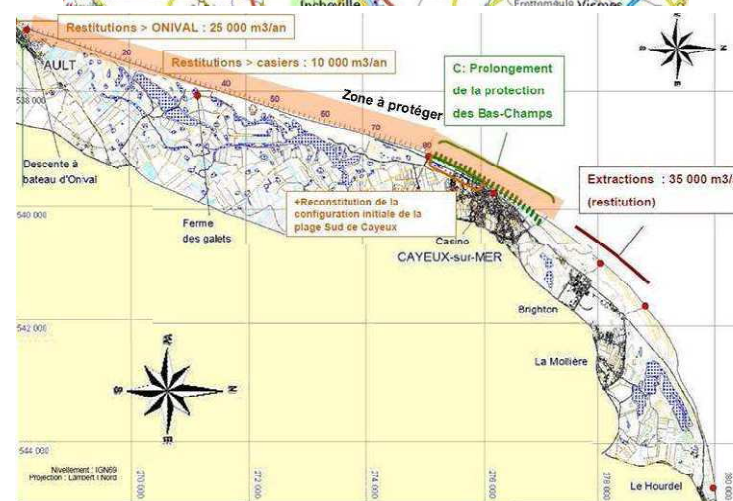 Incheville
Vismes
Restitutions > ONIVAL : 25 000 m3/an
Restitutions > casiers : 10 000 m3/an
AULT
20
30
40
50
60
70
80
Zone à protéger
C: Prolongement
de la protection
des Bas-Champs
538 000
Descente à
bateau d'Onival
Extractions : 35 000 m3/
(restitution)
+Reconstitution de la
configuration initiale de la
plage Sud de Cayeux
540 000
Ferme
des galets
Casino
CAYEUX-sur-MER
Brighton
542 000
La Mollière
544 000
Nivellement : IGN69
Projection : Lambert I Nord
270 000
272 000
274 000
276 000
278 000
Le Hourdel